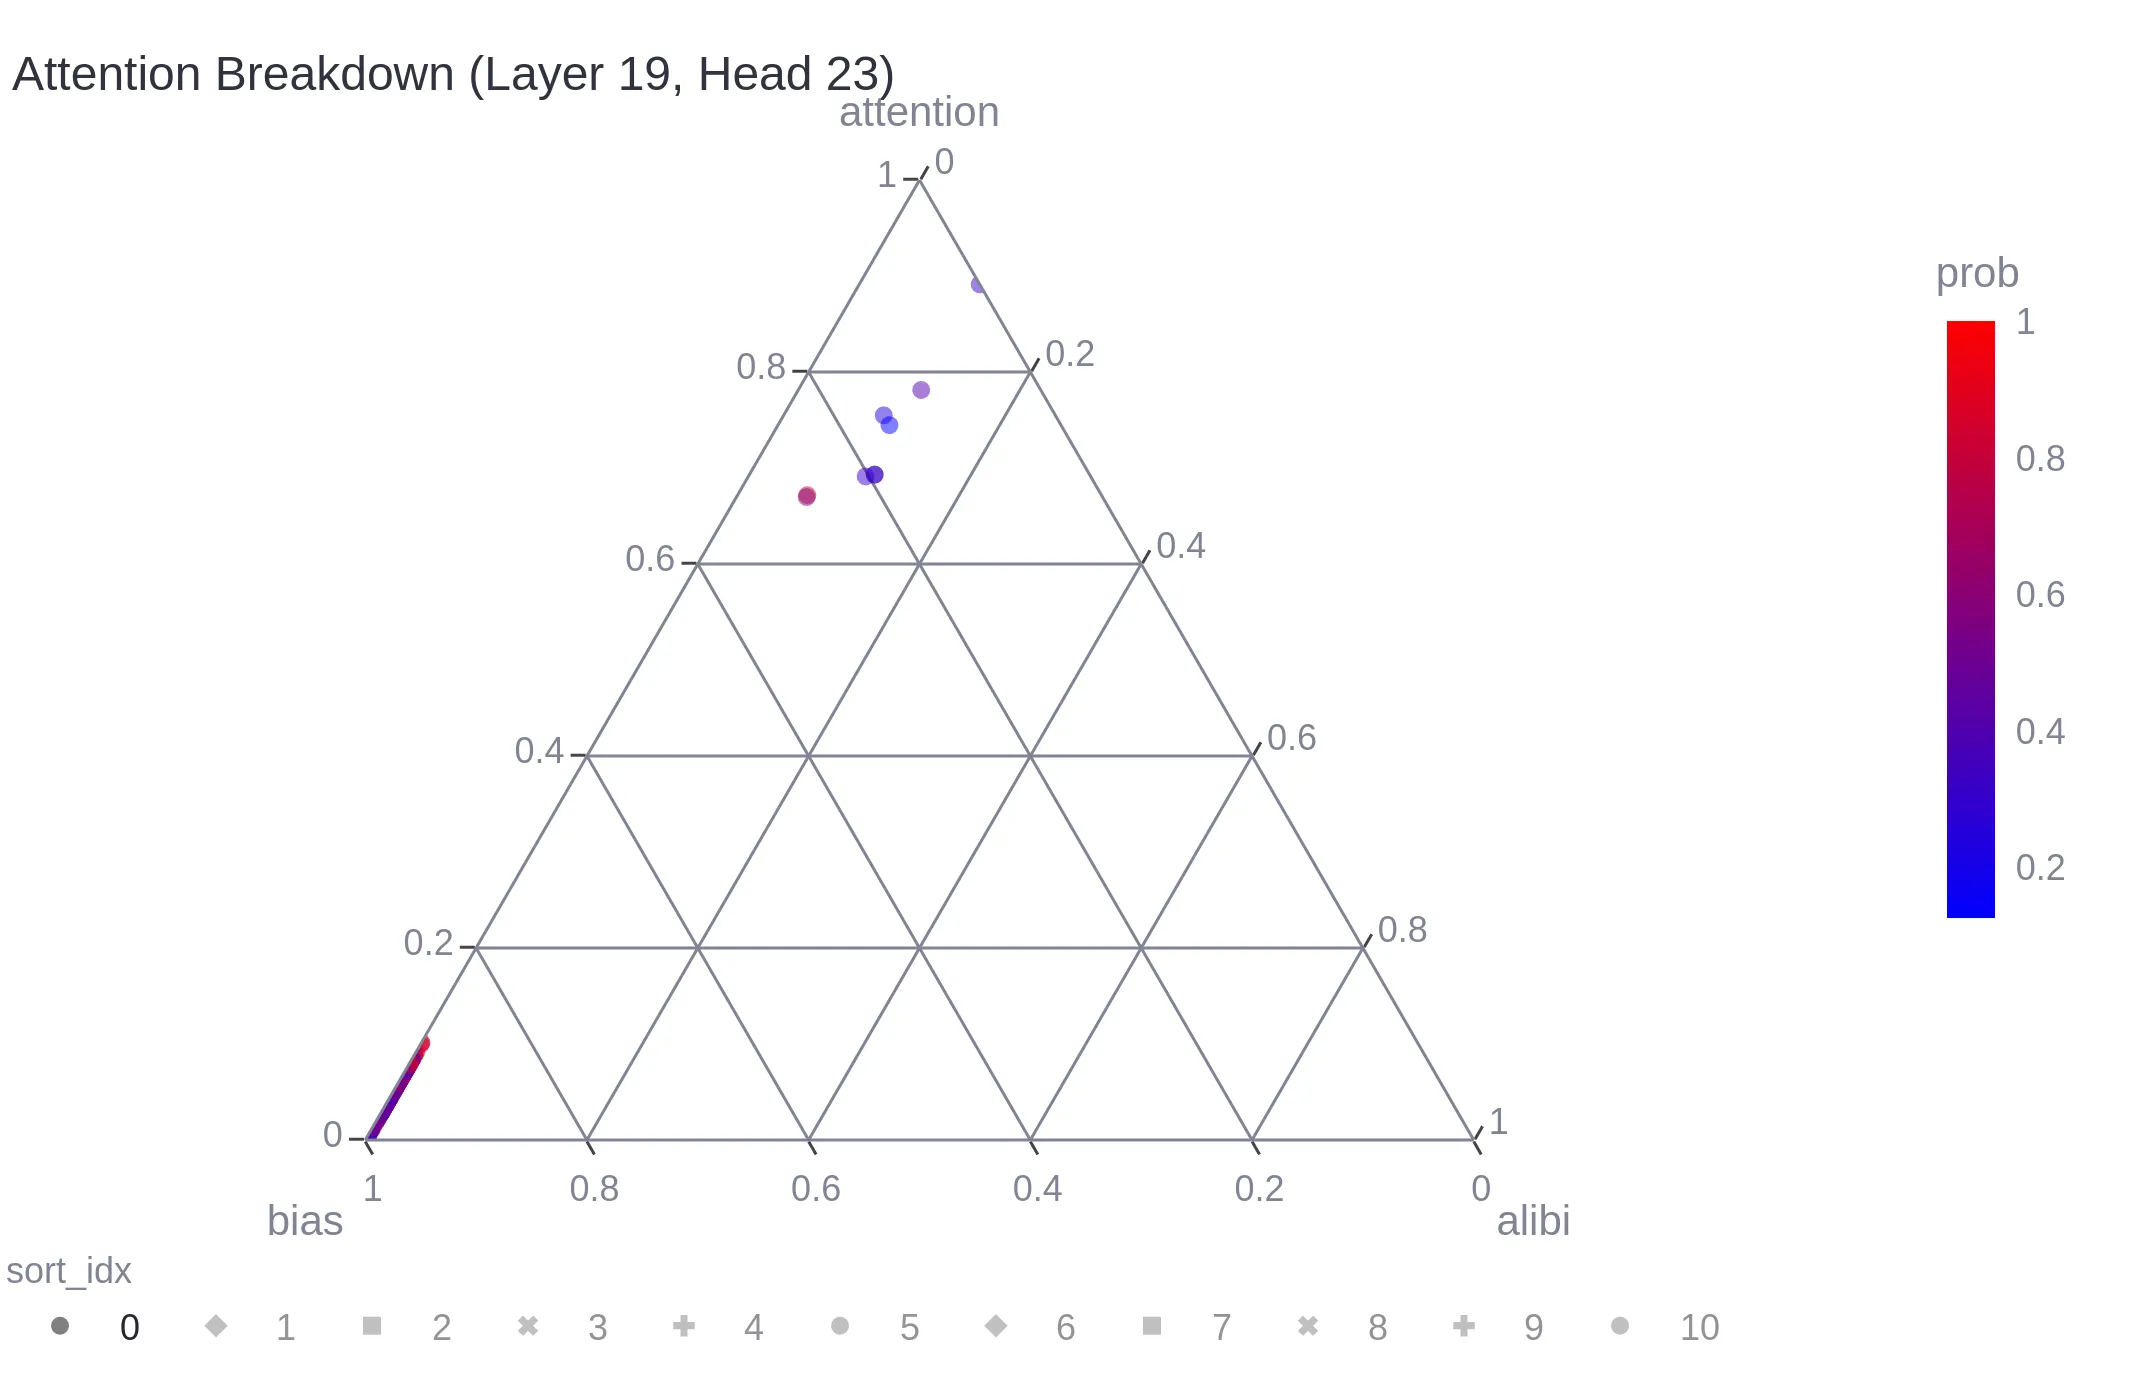 Attention Breakdown (Layer 19, Head 23)
attention
1 0
prob
1
0.8 0.2
0.8
0.6 0.4
0.6
0.4 0.6
0.4
0.2 0.8
0.2
0 1
1 0.8 0.6 0.4 0.2 0
bias alibi
sort_idx
0 1 2 3 4 5 6 7 8 9 10